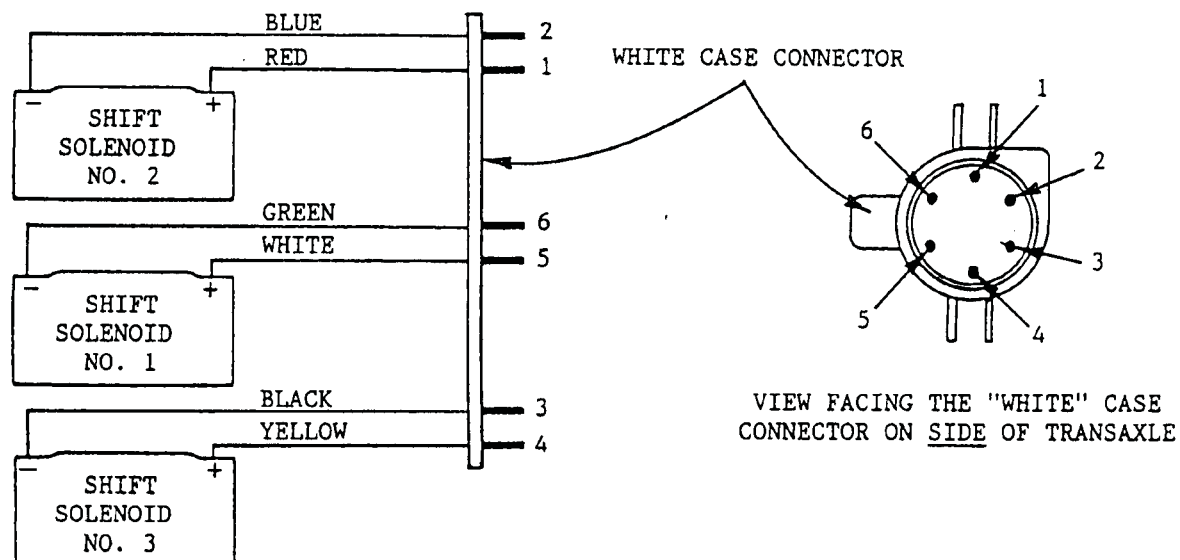 BLUE
2
RED
1
- +
SHIFT
SOLENOID
NO. 2
GREEN
6
WHITE
5
- +
SHIFT
SOLENOID
NO. 1
BLACK
3
YELLOW
4
- +
SHIFT
SOLENOID
NO. 3
WHITE CASE CONNECTOR
1
6
2
3
5
4
VIEW FACING THE "WHITE" CASE
CONNECTOR ON SIDE OF TRANSAXLE